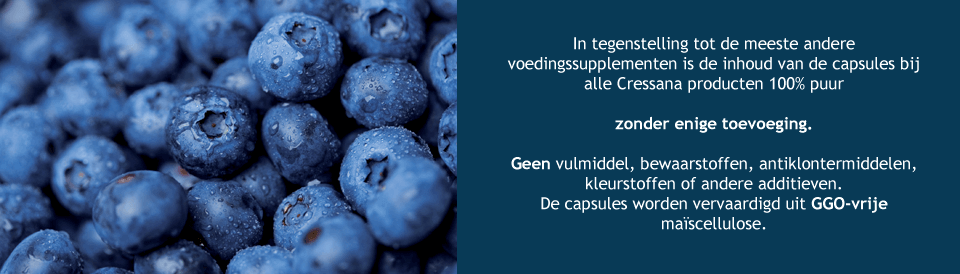 In tegenstelling tot de meeste andere
voedingssupplementen is de inhoud van de capsules bij
alle Cressana producten 100% puur
zonder enige toevoeging.
Geen vulmiddel, bewaarstoffen, antiklontermiddelen,
kleurstoffen of andere additieven.
De capsules worden vervaardigd uit GGO-vrije
maïscellulose.